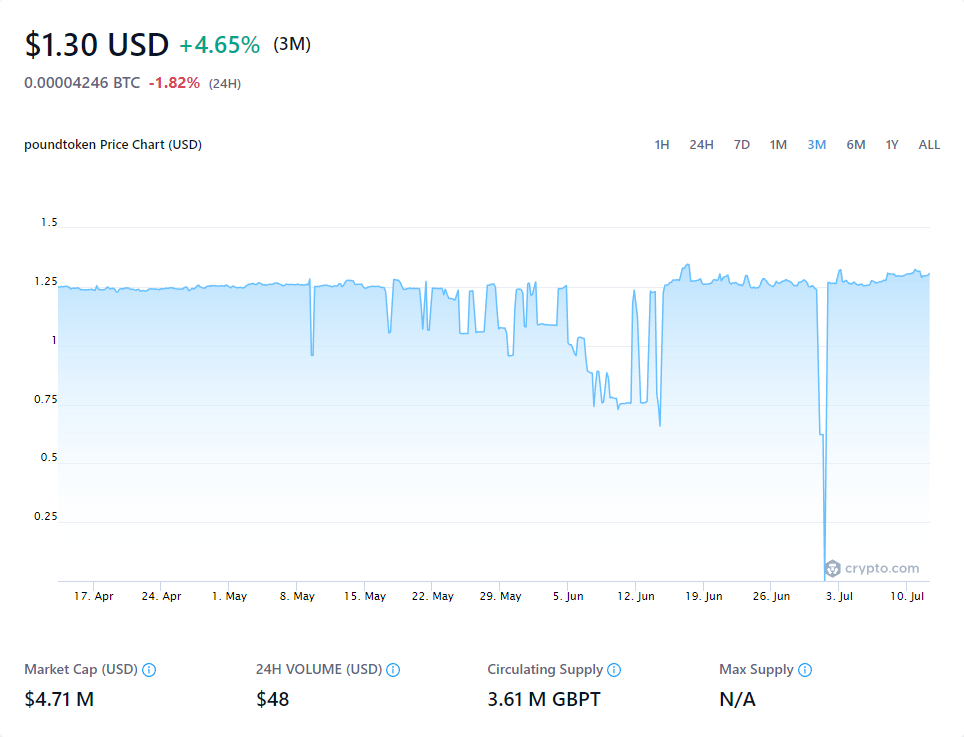 $1.30 USD +4.65% (3M)
0.00004246 BTC -1.82% (24H)
poundtoken Price Chart (USD) 1H 24H 7D 1M 3M 6M 1Y ALL
1.5
1.25
1
0.75
0.5
0.25
crypto.com
17. Apr 24. Apr 1. May 8. May 15. May 22. May 29. May 5. Jun 12. Jun 19. Jun 26. Jun 3. Jul 10. Jul
Market Cap (USD) 24H VOLUME (USD) Circulating Supply Max Supply
$4.71 M $48 3.61 M GBPT N/A